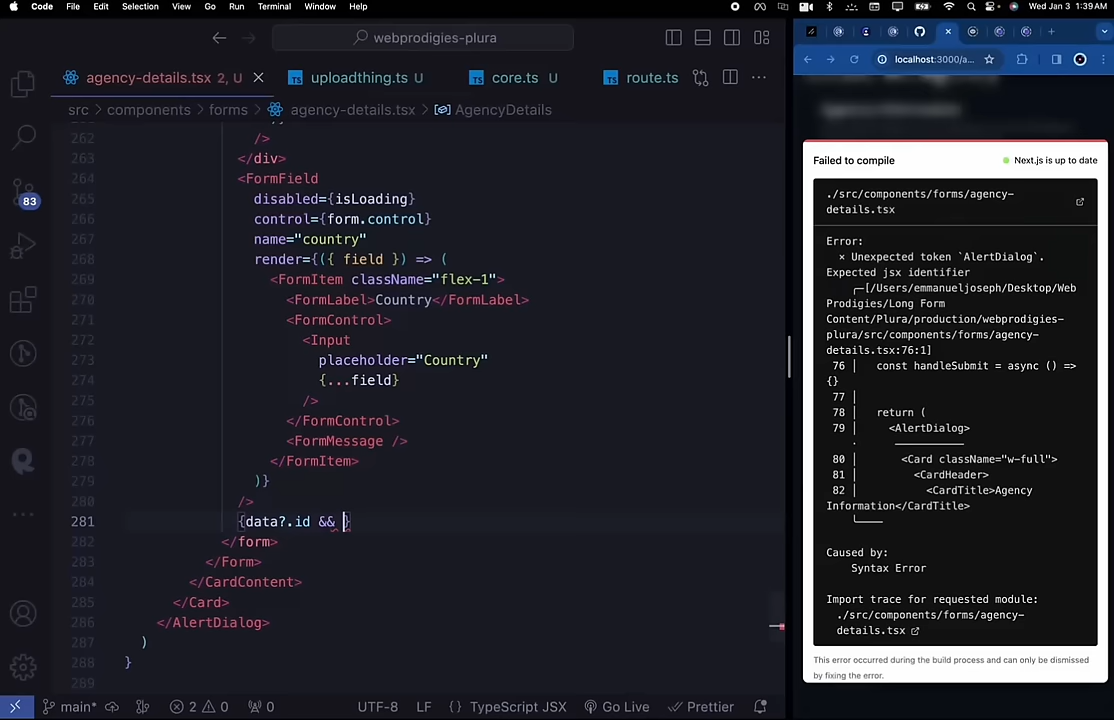 Code File Edit Selection View Go Run Terminal Window Help
Wed Jan 3 1:39 AM
webprodigies-plura
agency-details.tsx 2, U
uploadthing.ts U
core.ts U
route.ts
localhost:3000/a...
src > components > forms > agency-details.tsx > AgencyDetails
262 />
263 </div>
264 <FormField
265 disabled={isLoading}
266 control={form.control}
267 name="country"
268 render={({ field }) => (
269 <FormItem className="flex-1">
270 <FormLabel>Country</FormLabel>
271 <FormControl>
272 <Input
273 placeholder="Country"
274 {...field}
275 />
276 </FormControl>
277 <FormMessage />
278 </FormItem>
279 )}
280 />
281 {data?.id && }
282 </form>
283 </Form>
284 </CardContent>
285 </Card>
286 </AlertDialog>
287 )
288 }
289
83
main*
2 0
0
UTF-8
LF
{} TypeScript JSX
Go Live
Prettier
Failed to compile
Next.js is up to date
./src/components/forms/agency-
details.tsx
Error:
× Unexpected token `AlertDialog`.
Expected jsx identifier
╭─[/Users/emmanueljoseph/Desktop/Web
Prodigies/Long Form
Content/Plura/production/webprodigies-
plura/src/components/forms/agency-
details.tsx:76:1]
76 │ const handleSubmit = async () =>
{}
77 │
78 │ return (
79 │ <AlertDialog>
· ───────────
80 │ <Card className="w-full">
81 │ <CardHeader>
82 │ <CardTitle>Agency
Information</CardTitle>
╰────
Caused by:
Syntax Error
Import trace for requested module:
./src/components/forms/agency-
details.tsx
This error occurred during the build process and can only be dismissed
by fixing the error.